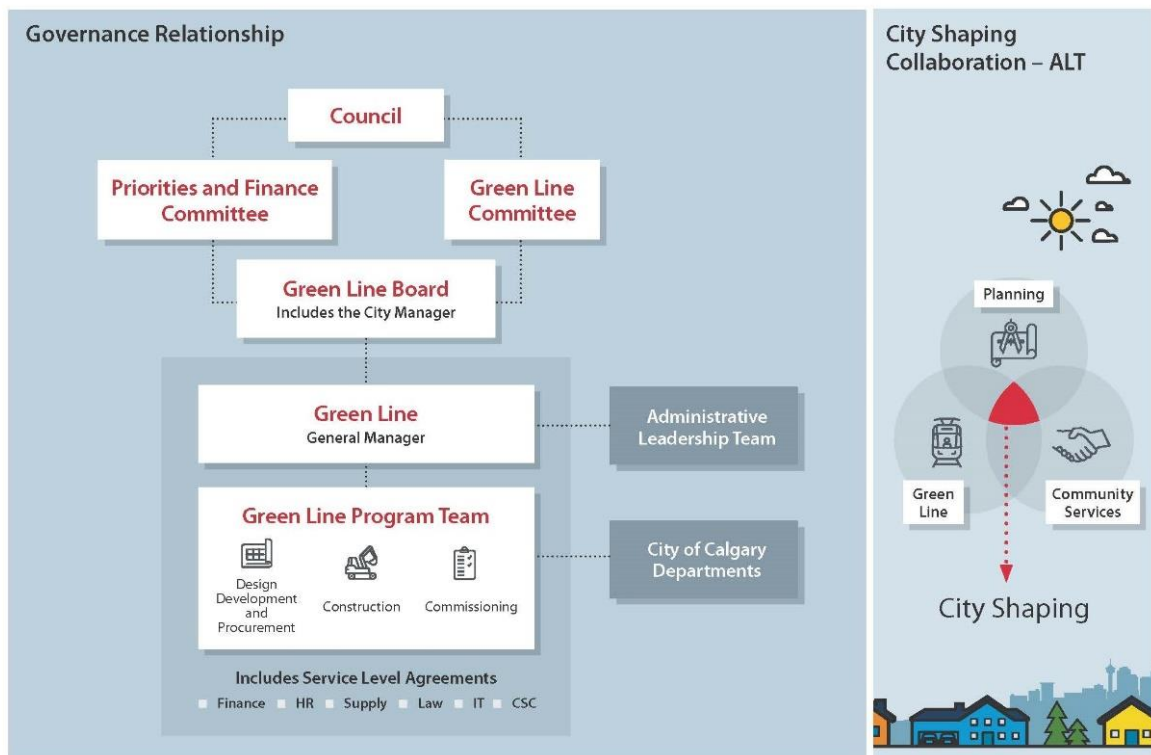 Governance Relationship
Council
Priorities and Finance
Committee
Green Line
Committee
Green Line Board
Includes the City Manager
Green Line
General Manager
Administrative
Leadership Team
Green Line Program Team
Design
Development
and
Procurement
Construction
Commissioning
City of Calgary
Departments
Includes Service Level Agreements
Finance HR Supply Law IT CSC
City Shaping
Collaboration – ALT
Planning
Green
Line
Community
Services
City Shaping